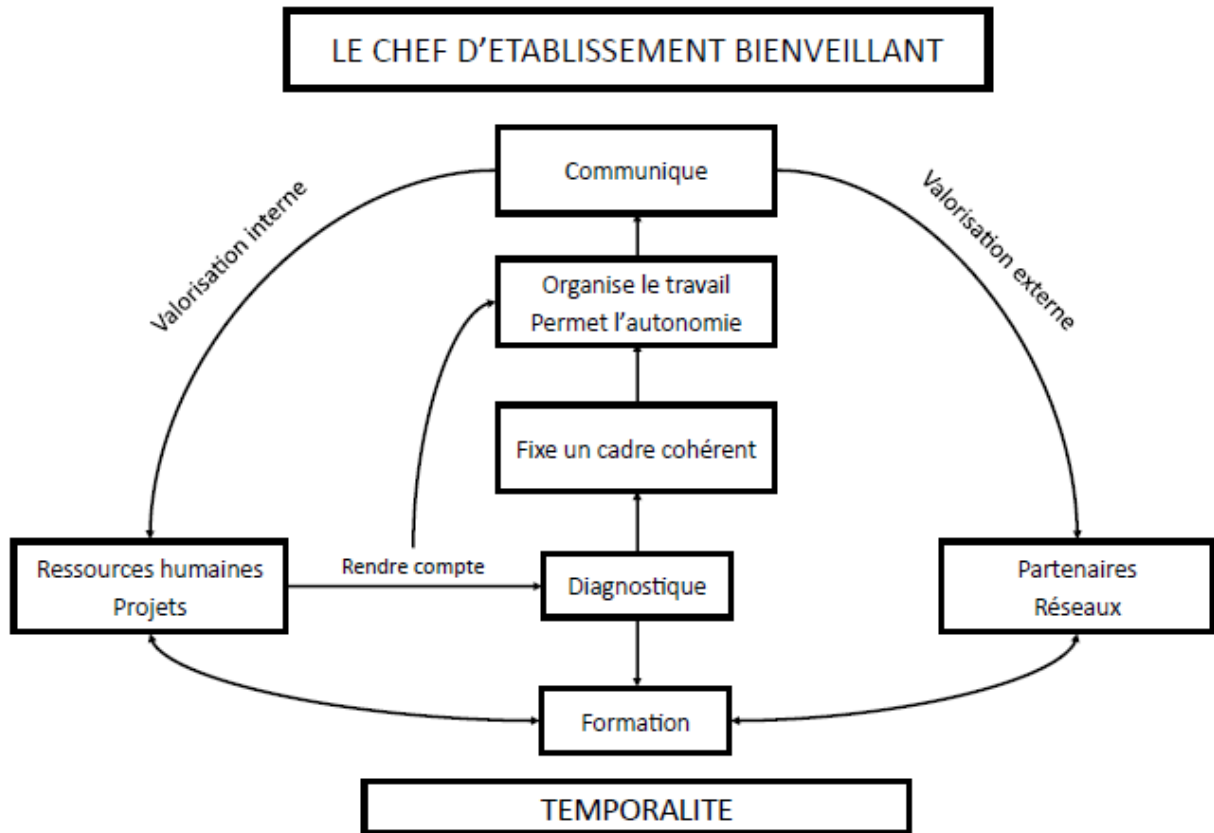 LE CHEF D'ETABLISSEMENT BIENVEILLANT
Communique
Valorisation interne
Valorisation externe
Organise le travail
Permet l'autonomie
Fixe un cadre cohérent
Ressources humaines
Projets
Rendre compte
Diagnostique
Partenaires
Réseaux
Formation
TEMPORALITE